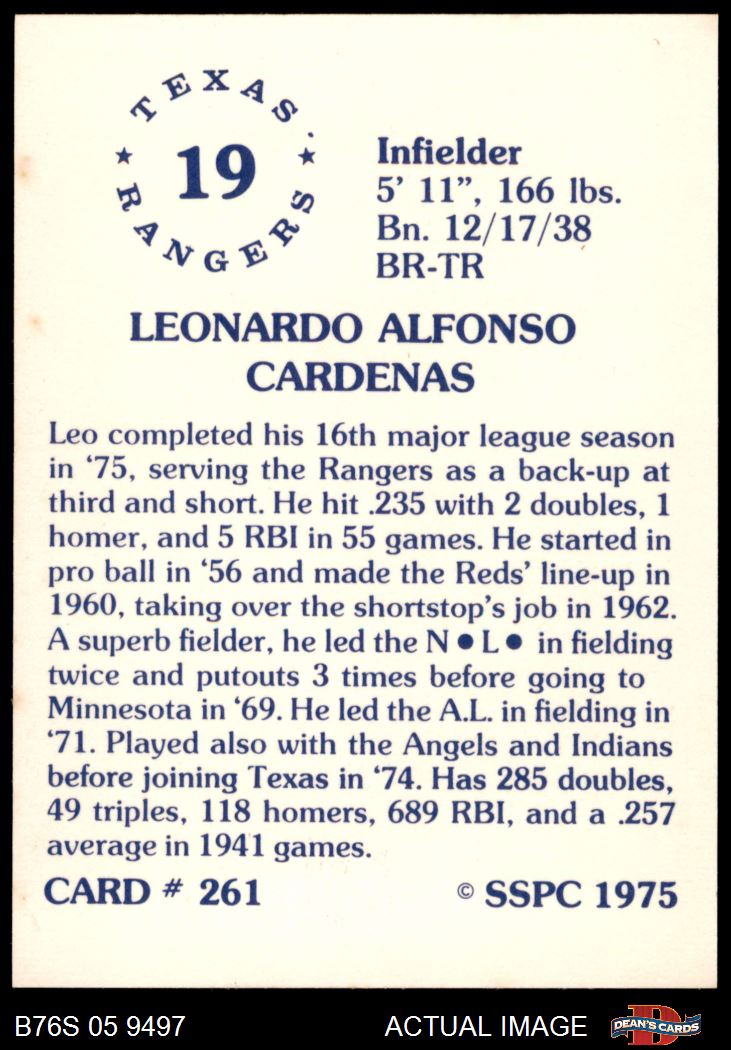 TEXAS
19
RANGERS
Infielder
5' 11”, 166 lbs.
Bn. 12/17/38
BR-TR
LEONARDO ALFONSO
CARDENAS
Leo completed his 16th major league season
in ‘75, serving the Rangers as a back-up at
third and short. He hit .235 with 2 doubles, 1
homer, and 5 RBI in 55 games. He started in
pro ball in ‘56 and made the Reds’ line-up in
1960, taking over the shortstop’s job in 1962.
A superb fielder, he led the N●L● in fielding
twice and putouts 3 times before going to
Minnesota in ‘69. He led the A.L. in fielding in
‘71. Played also with the Angels and Indians
before joining Texas in ‘74. Has 285 doubles,
49 triples, 118 homers, 689 RBI, and a .257
average in 1941 games.
CARD # 261 © SSPC 1975
B76S 05 9497 ACTUAL IMAGE D DEAN'S CARDS